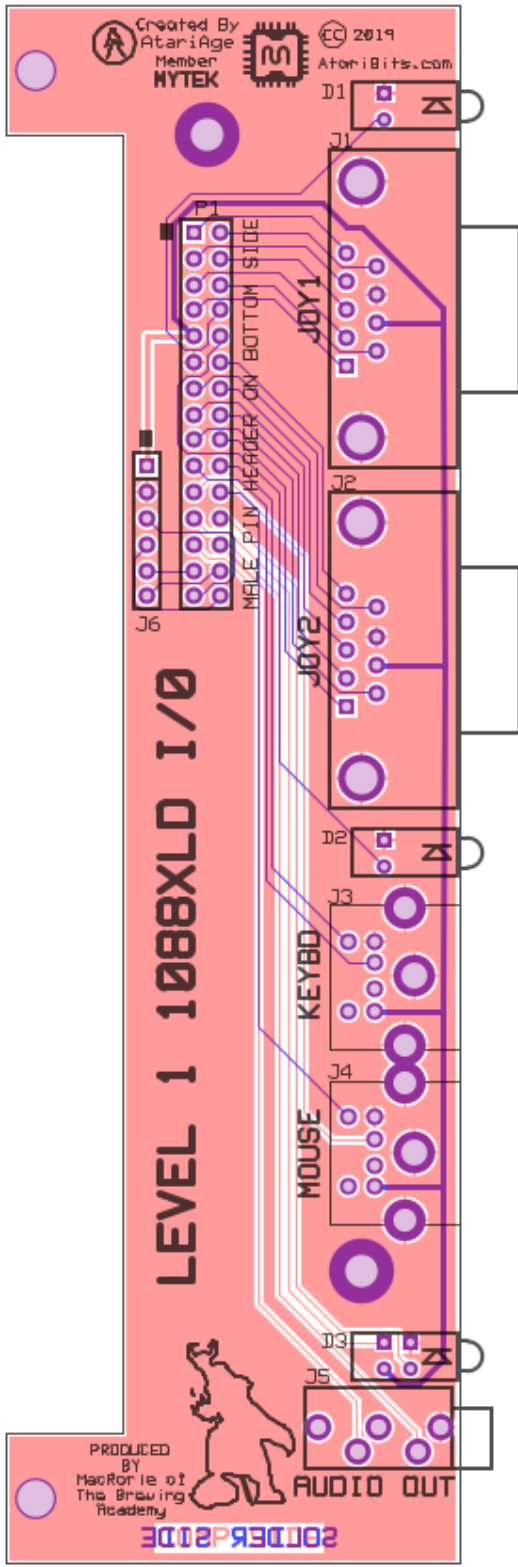 Created By
AtariAge
Member
MYTEK
CC 2019
AtariBits.com
D1
J1
P1
JOY1
MALE PIN HEADER ON BOTTOM SIDE
J2
JOY2
J6
LEVEL 1 1088XLD I/O
D2
J3
KEYBD
J4
MOUSE
D3
J5
AUDIO OUT
PRODUCED
BY
MacRorie of
The Brewing
Academy
SOLDER SIDE